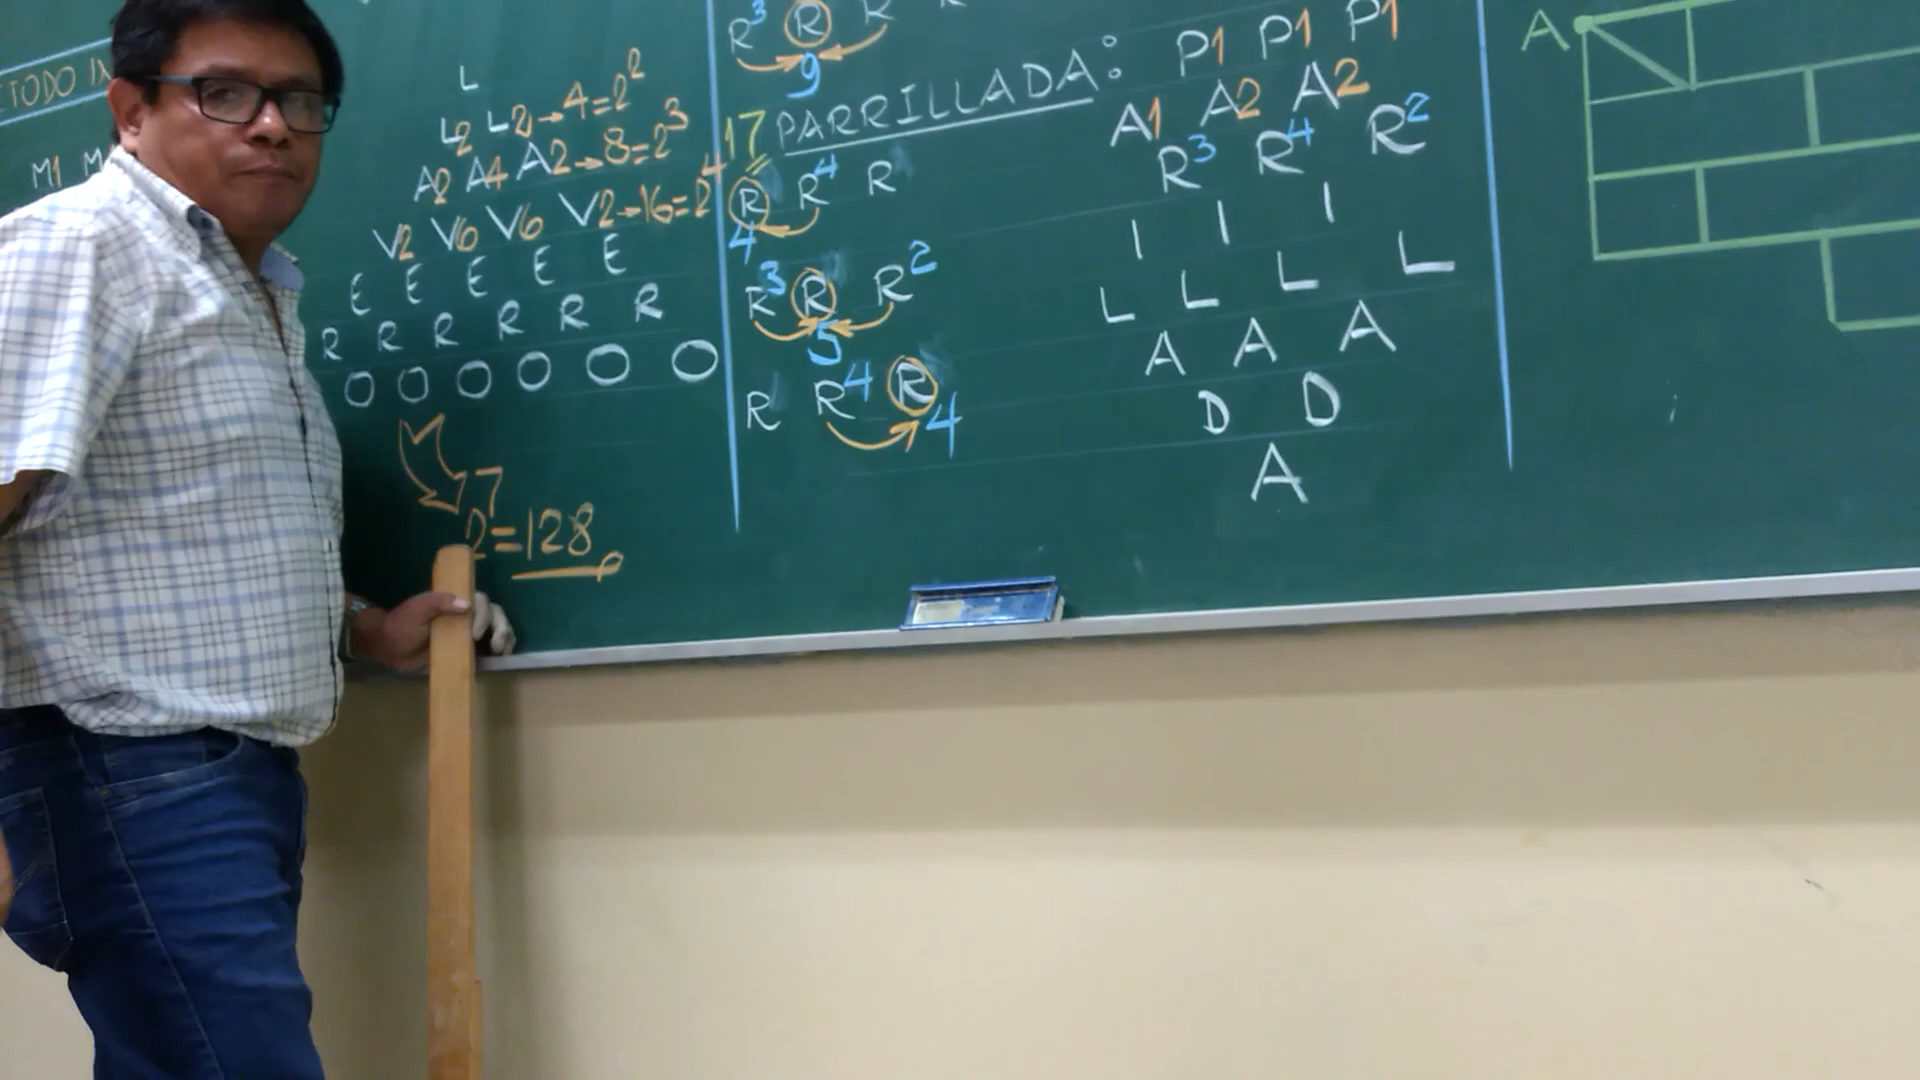 M1 M
L
L2 L2→4=2²
A2 A4 A2→8=2³
V2 V6 V6 V2→16=2⁴
E E E E E
R R R R R R
O O O O O O
2⁷=128
R³ R R
9
17 PARRILLADA:
R R⁴ R
4
R³ R R²
5
R R⁴ R
4
P1 P1 P1
A1 A2 A2
R³ R⁴ R²
I I I
L L L L
A A A
D D
A
A